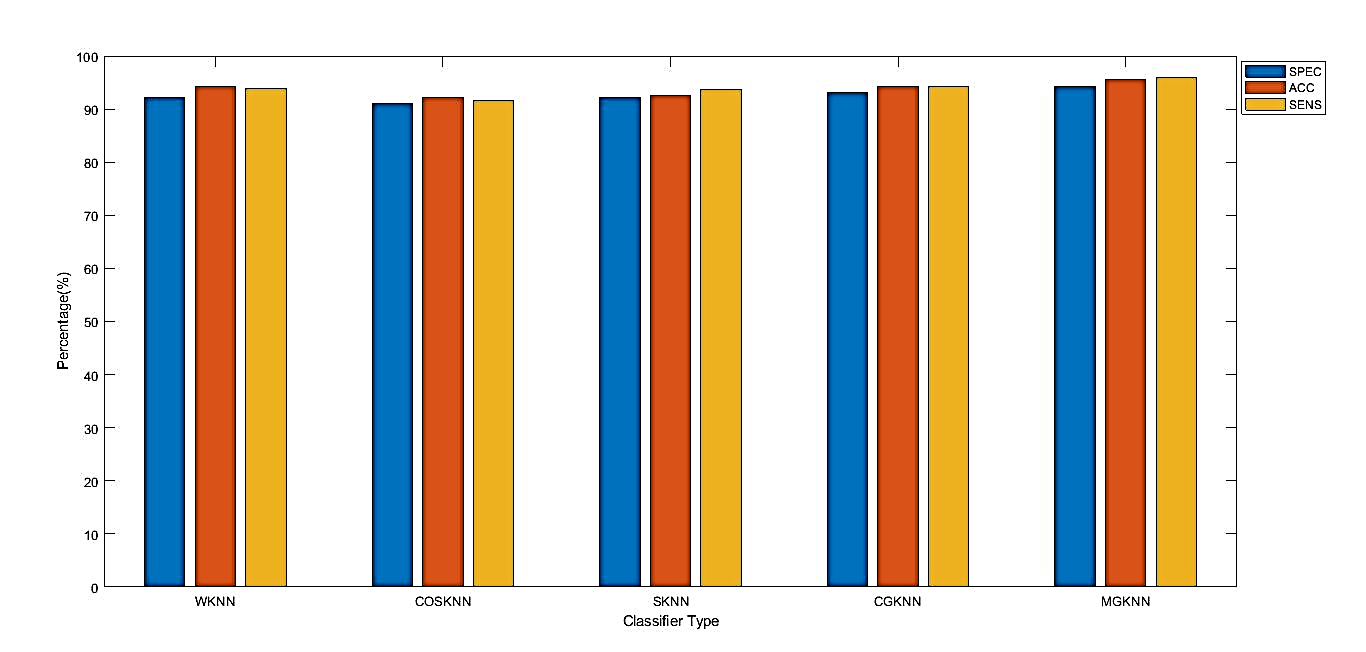 100
90
80
70
60
50
40
30
20
10
0
Percentage(%)
WKNN COSKNN SKNN CGKNN MGKNN
Classifier Type
SPEC
ACC
SENS